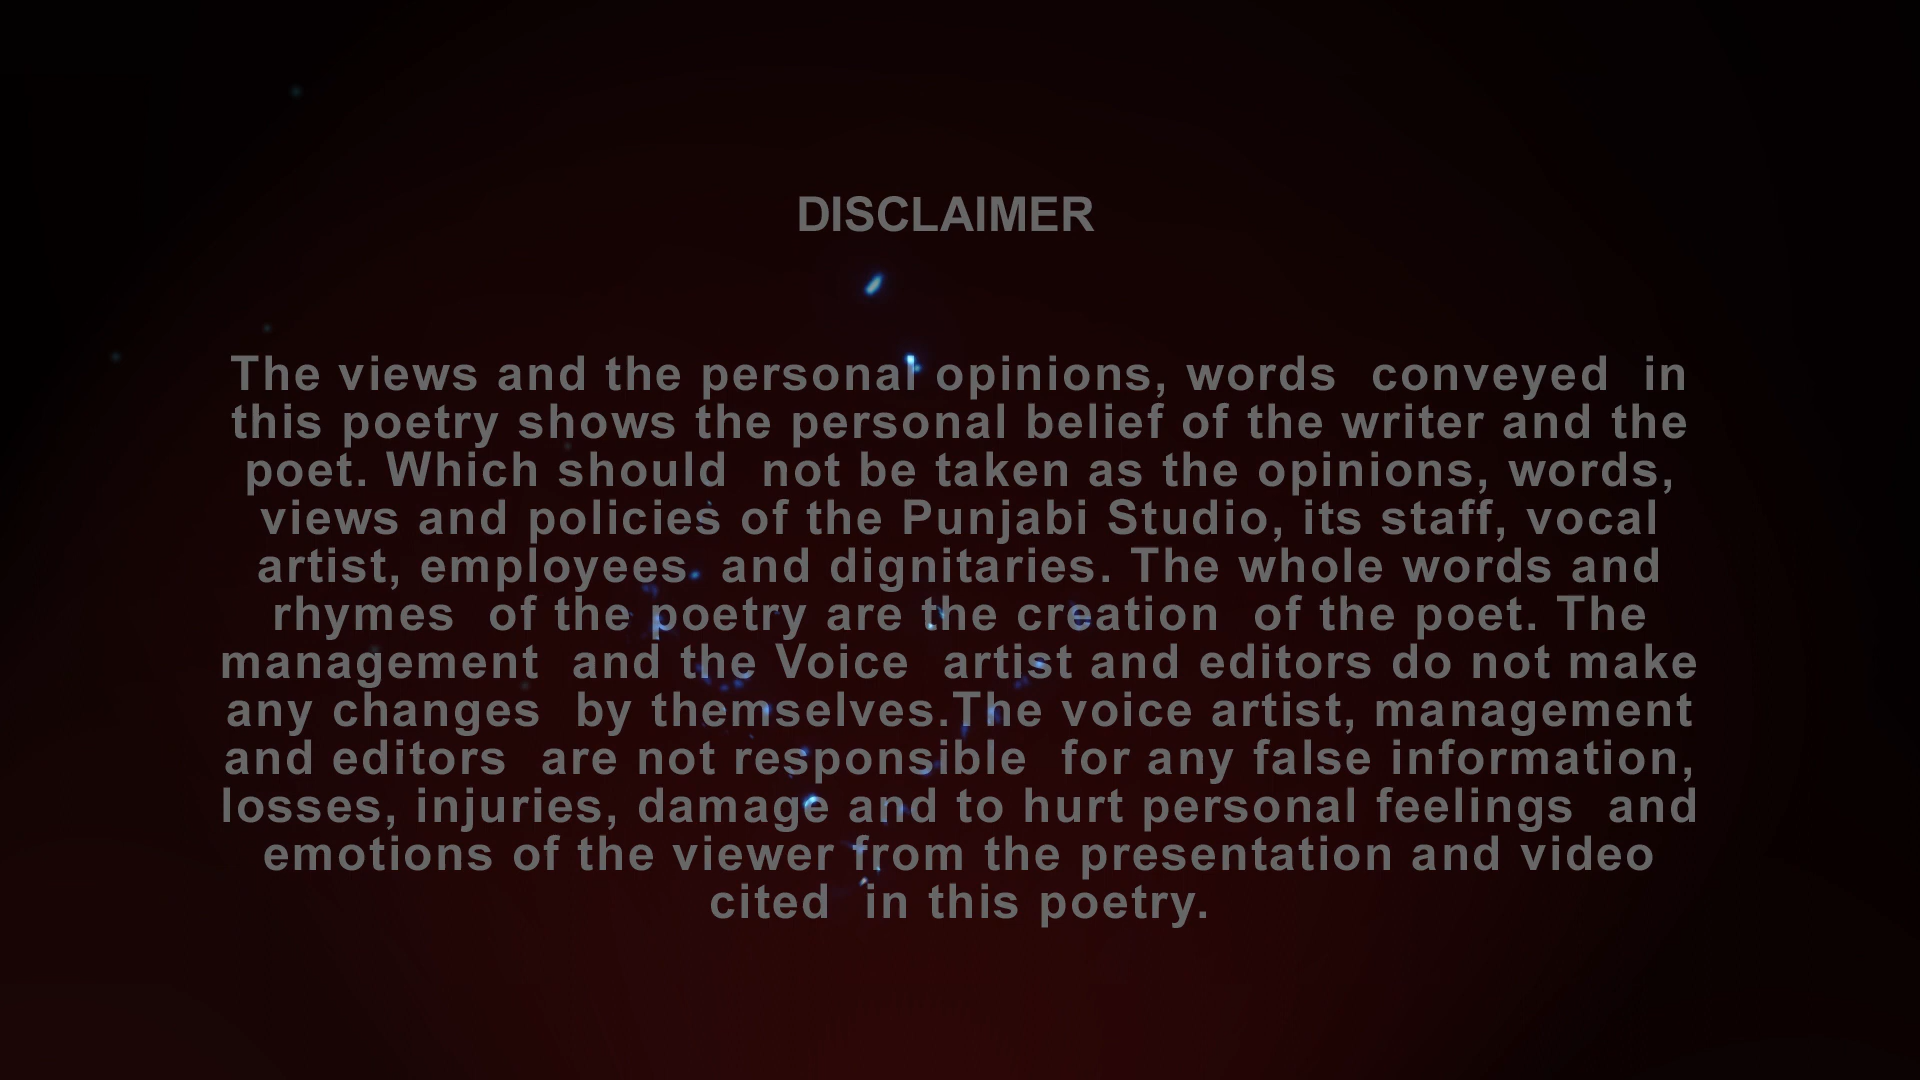 DISCLAIMER
The views and the personal opinions, words  conveyed  in
this poetry shows the personal belief of the writer and the
poet. Which should  not be taken as the opinions, words,
views and policies of the Punjabi Studio, its staff, vocal
artist, employees  and dignitaries. The whole words and
rhymes  of the poetry are the creation  of the poet. The
management  and the Voice  artist and editors do not make
any changes  by themselves.The voice artist, management
and editors  are not responsible  for any false information,
losses, injuries, damage and to hurt personal feelings  and
emotions of the viewer from the presentation and video
cited  in this poetry.